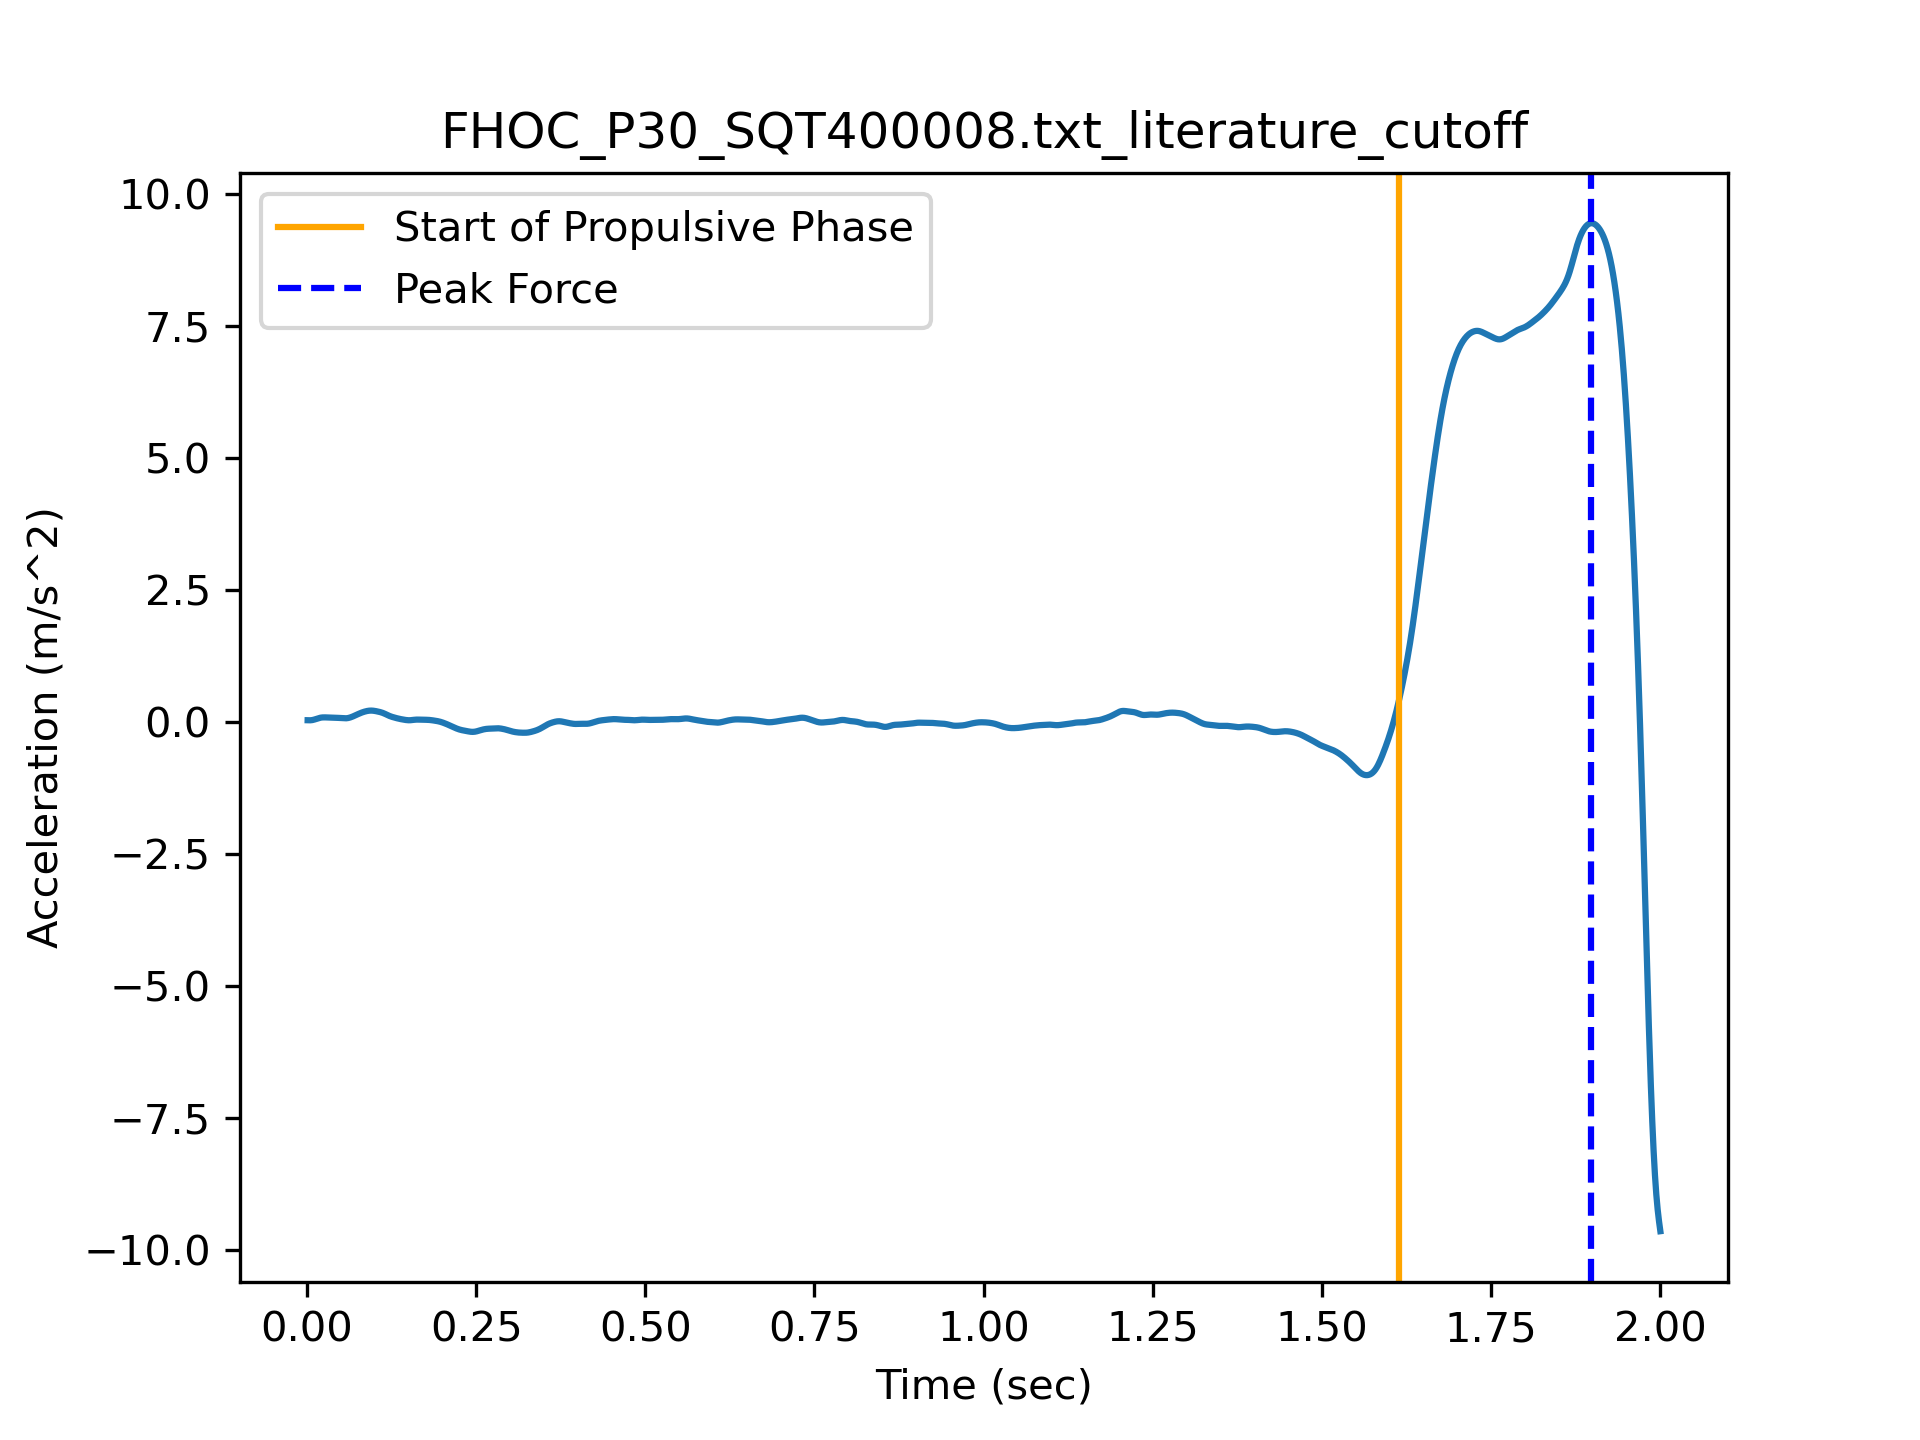 FHOC_P30_SQT400008.txt_literature_cutoff
Start of Propulsive Phase
Peak Force
10.0
7.5
5.0
2.5
0.0
−2.5
−5.0
−7.5
−10.0
Acceleration (m/s^2)
0.00 0.25 0.50 0.75 1.00 1.25 1.50 1.75 2.00
Time (sec)